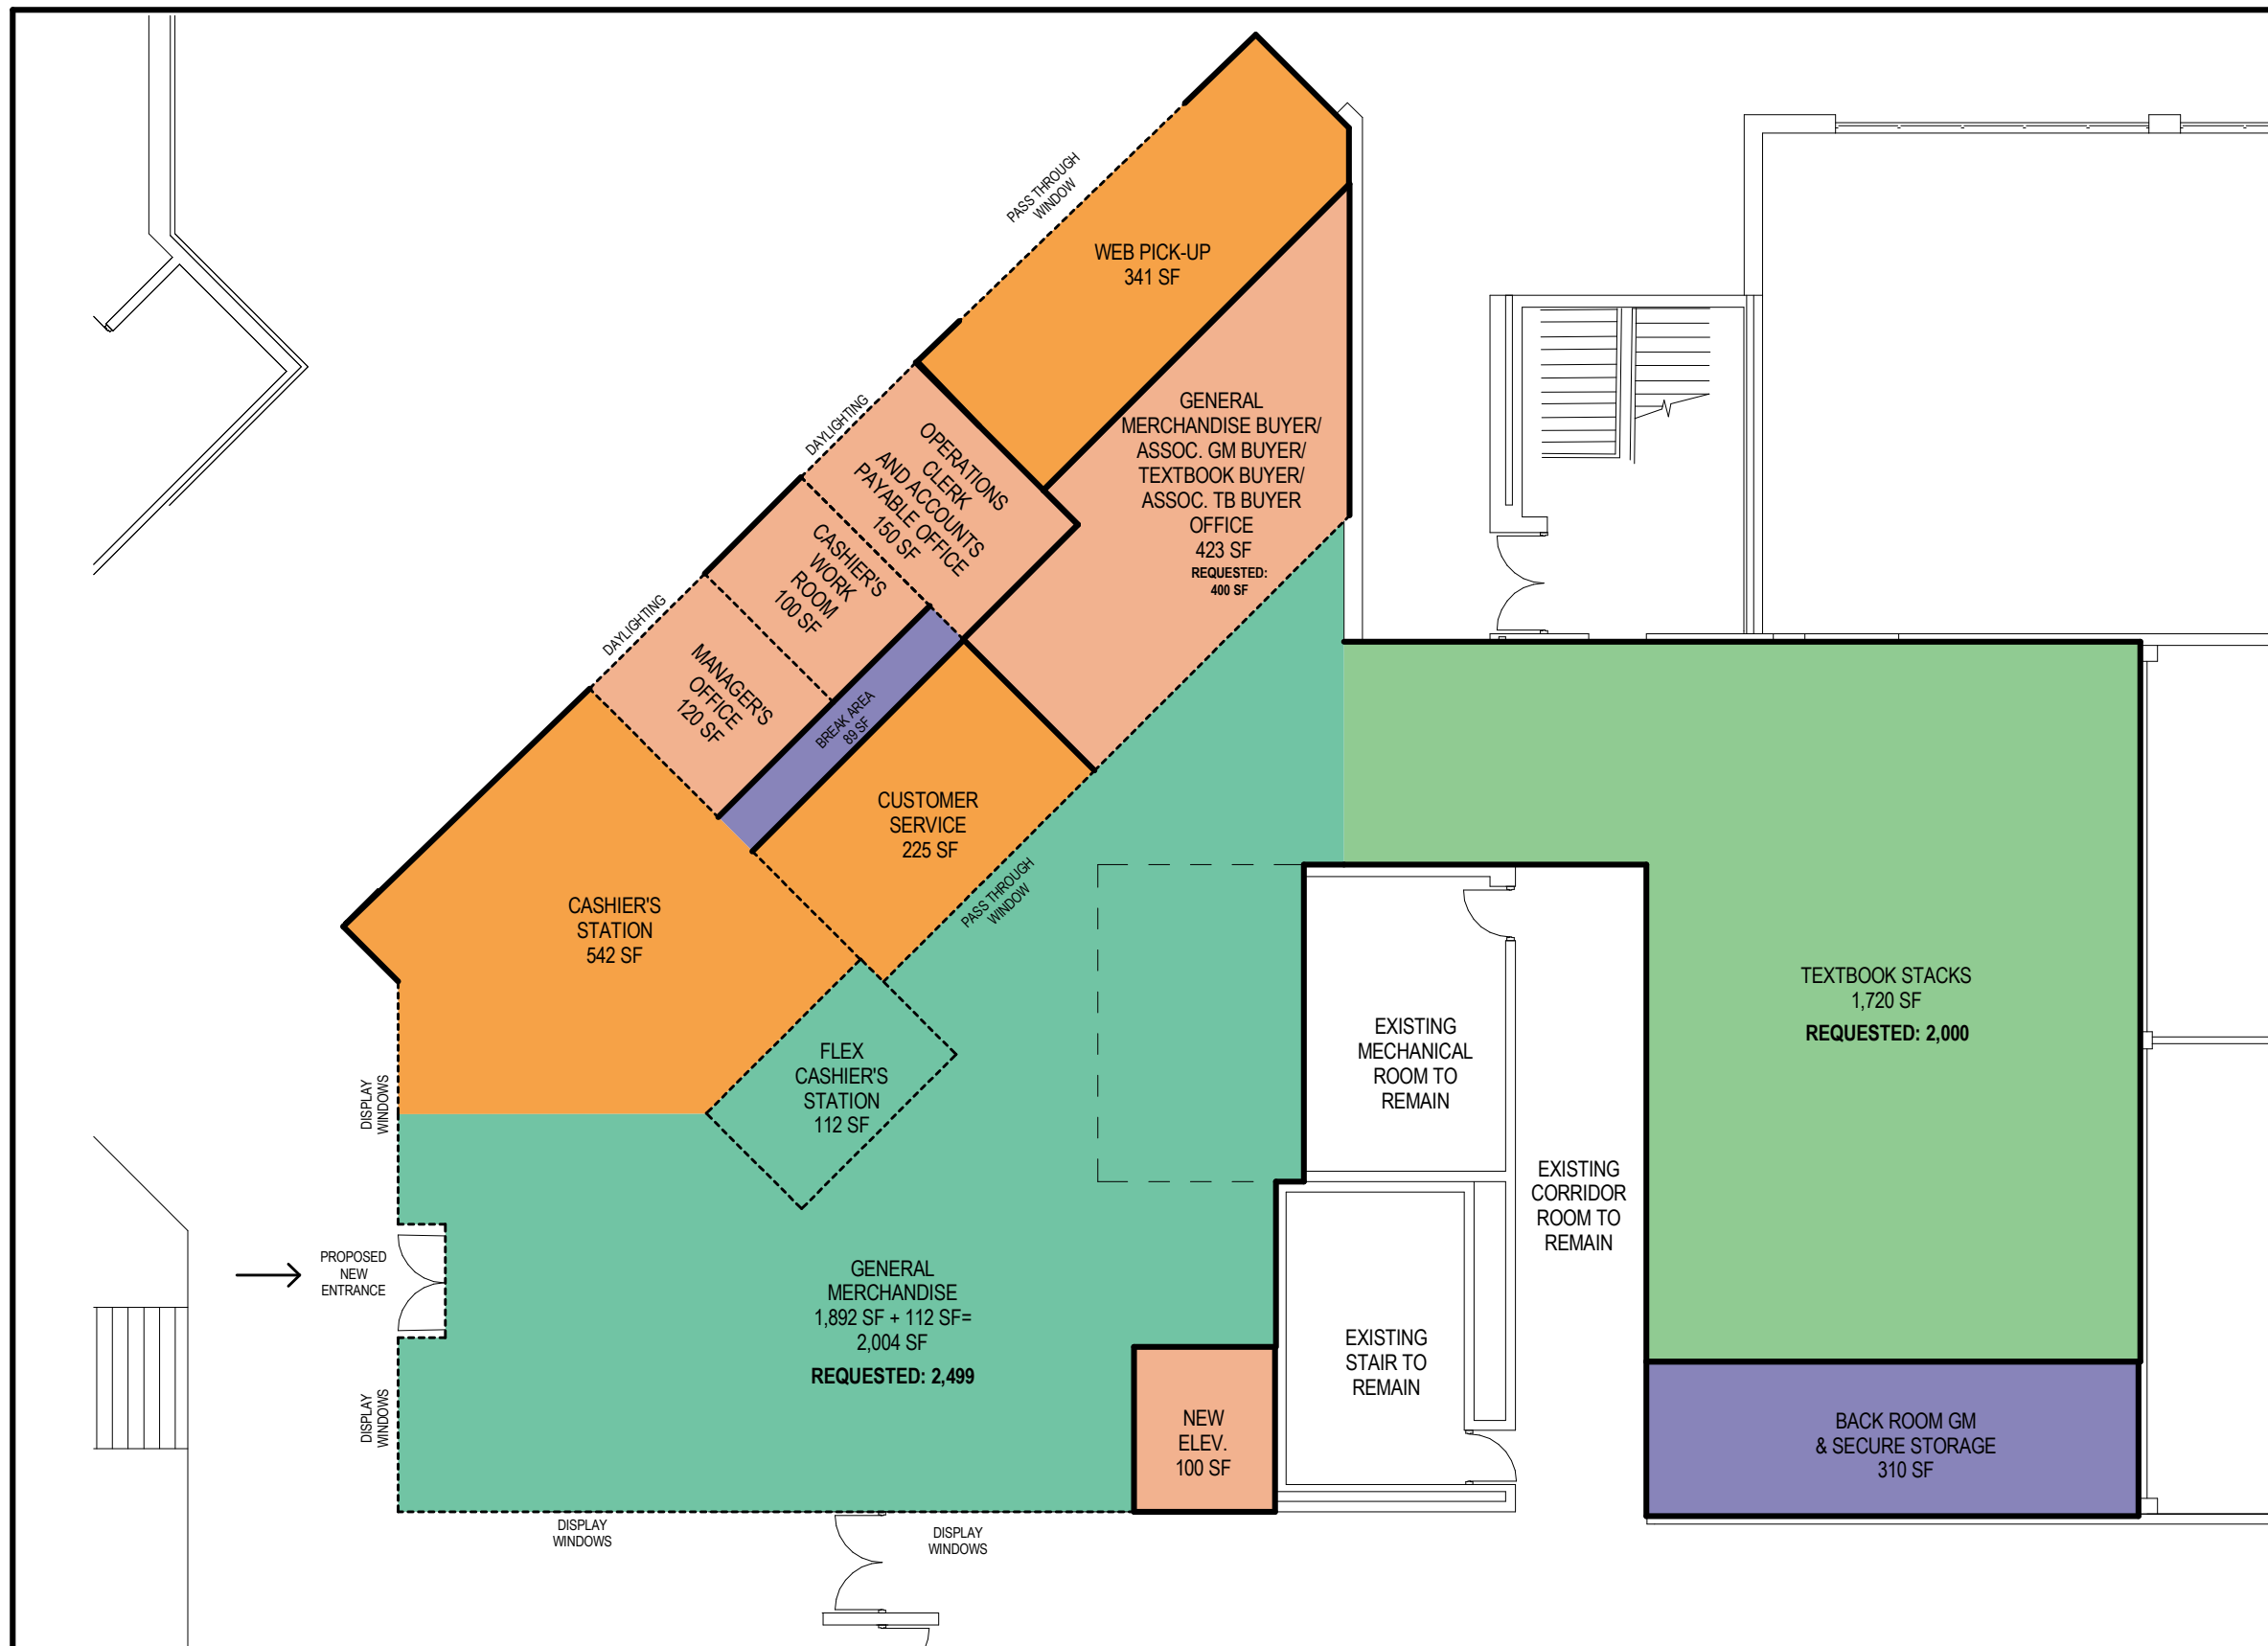 PASS THROUGH
WINDOW
WEB PICK-UP
341 SF
DAYLIGHTING
OPERATIONS
CLERK
AND ACCOUNTS
PAYABLE OFFICE
150 SF
GENERAL
MERCHANDISE BUYER/
ASSOC. GM BUYER/
TEXTBOOK BUYER/
ASSOC. TB BUYER
OFFICE
423 SF
REQUESTED:
400 SF
CASHIER'S
WORK
ROOM
100 SF
DAYLIGHTING
MANAGER'S
OFFICE
120 SF
BREAK AREA
89 SF
CUSTOMER
SERVICE
225 SF
PASS THROUGH
WINDOW
CASHIER'S
STATION
542 SF
FLEX
CASHIER'S
STATION
112 SF
DISPLAY
WINDOWS
EXISTING
MECHANICAL
ROOM TO
REMAIN
TEXTBOOK STACKS
1,720 SF
REQUESTED: 2,000
EXISTING
CORRIDOR
ROOM TO
REMAIN
PROPOSED
NEW
ENTRANCE
GENERAL
MERCHANDISE
1,892 SF + 112 SF=
2,004 SF
REQUESTED: 2,499
EXISTING
STAIR TO
REMAIN
DISPLAY
WINDOWS
NEW
ELEV.
100 SF
BACK ROOM GM
& SECURE STORAGE
310 SF
DISPLAY
WINDOWS
DISPLAY
WINDOWS